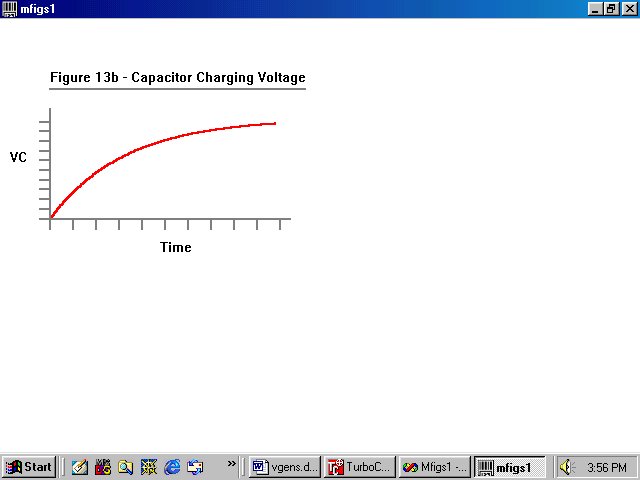 mfigs1
Figure 13b - Capacitor Charging Voltage
VC
Time
Start
»
vgens.d...
TurboC...
Mfigs1 -...
mfigs1
3:56 PM